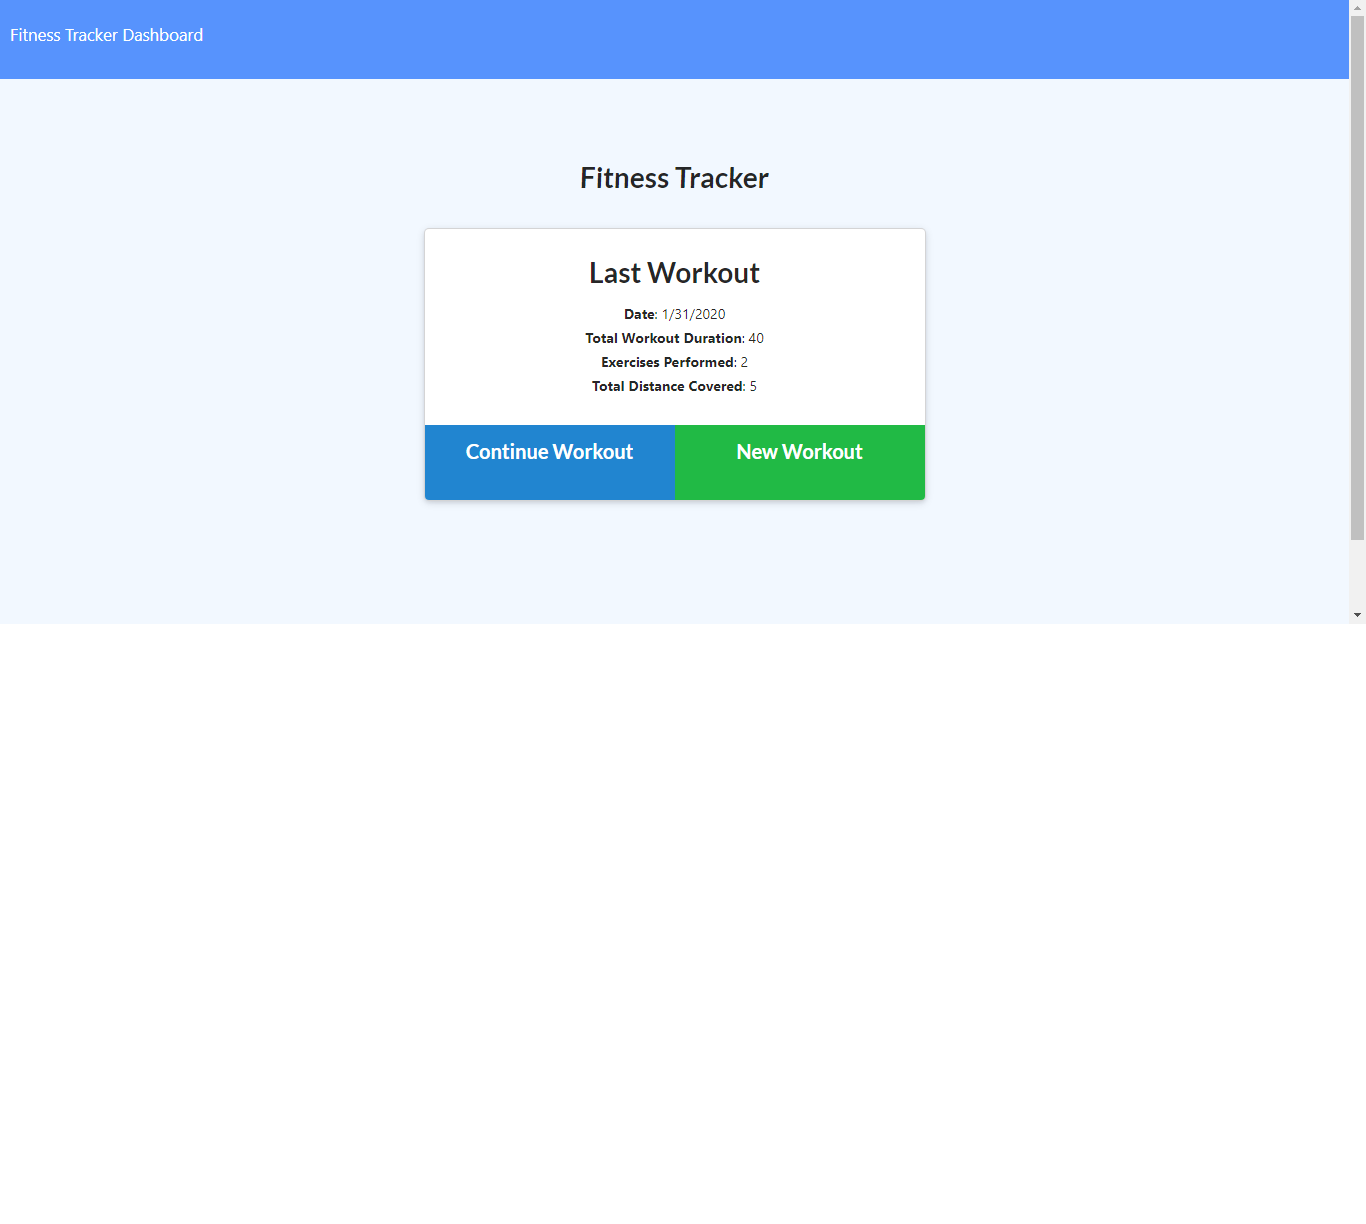 Fitness Tracker Dashboard
Fitness Tracker
Last Workout
Date: 1/31/2020
Total Workout Duration: 40
Exercises Performed: 2
Total Distance Covered: 5
Continue Workout New Workout